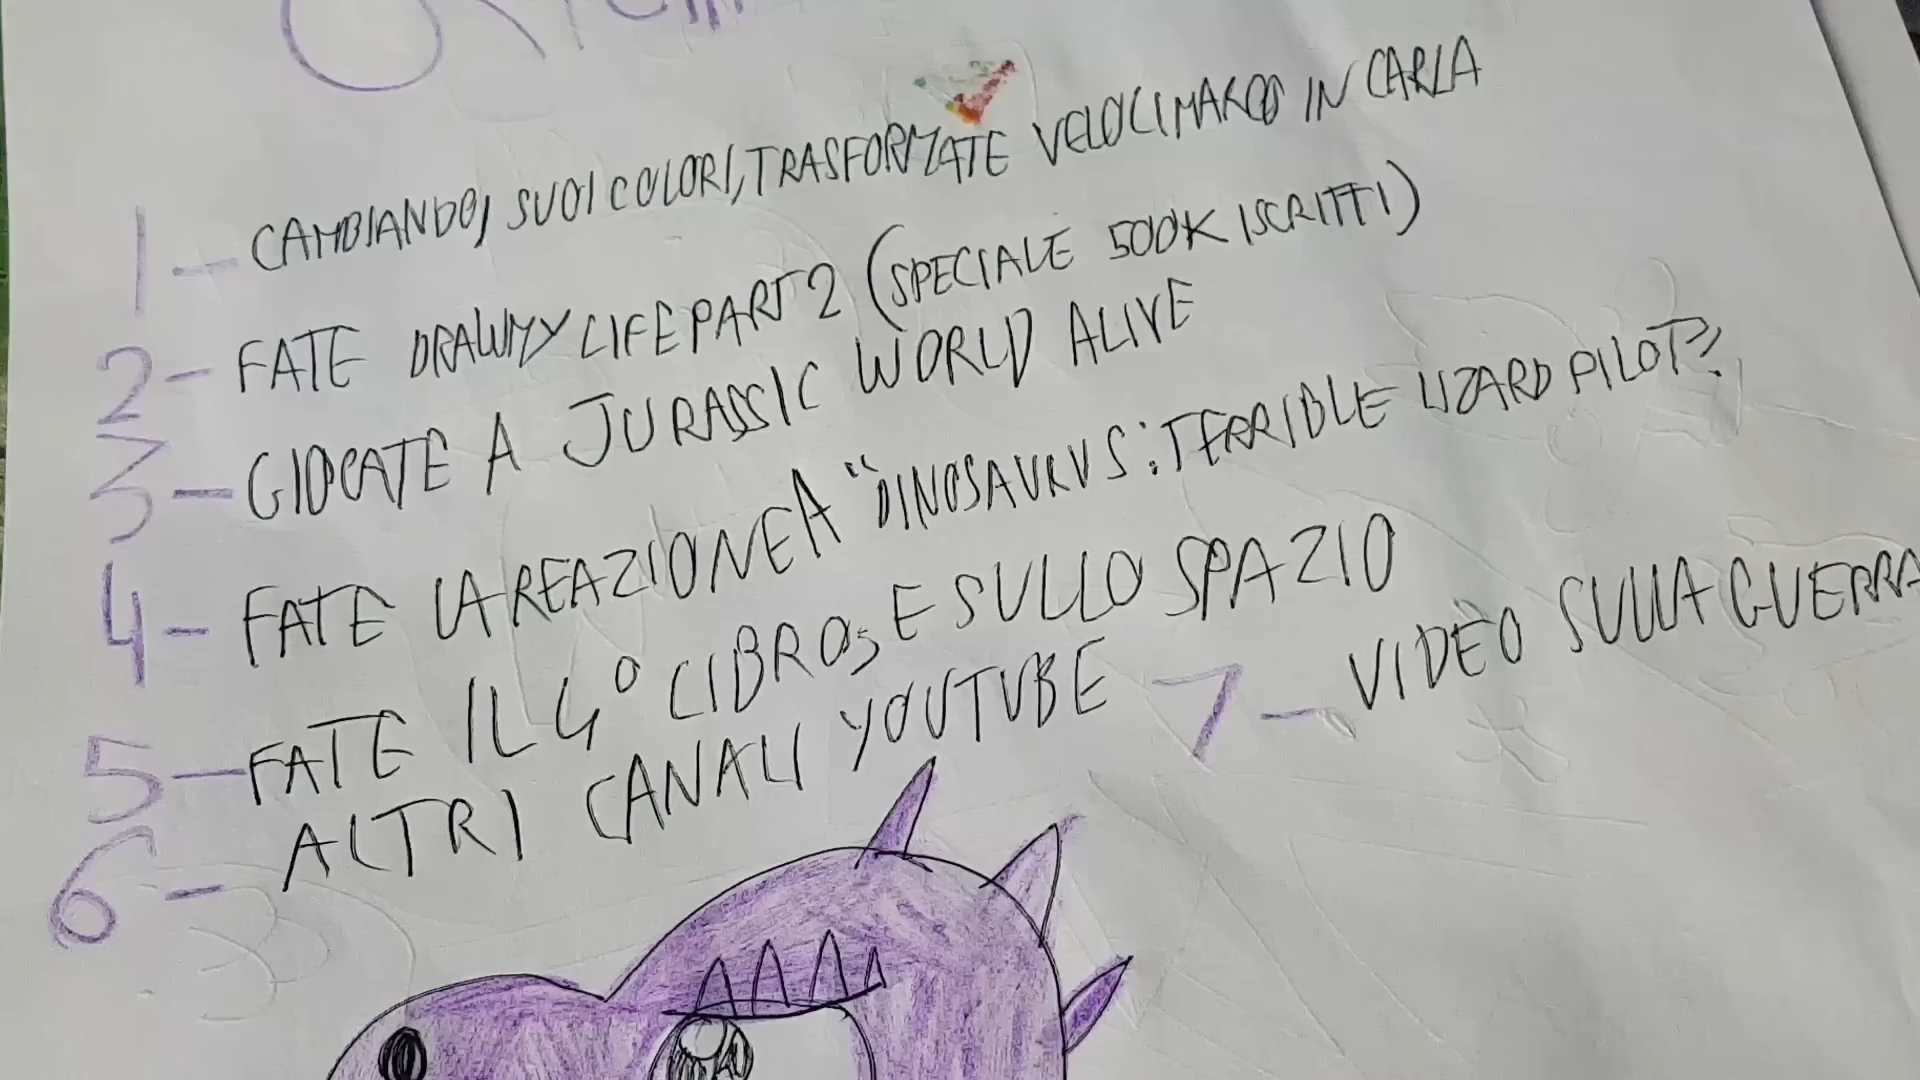 1- CAMBIANDO I SUOI COLORI, TRASFORMATE VELOCIMARCO IN CARLA
2- FATE DRAW MY LIFE PART 2 (SPECIALE 500K ISCRITTI)
3- GIOCATE A JURASSIC WORLD ALIVE
4- FATE LA REAZIONE A "DINOSAURUS: TERRIBLE LIZARD PILOT"
5- FATE IL 4° LIBRO, E SULLO SPAZIO
6- ALTRI CANALI YOUTUBE 7- VIDEO SULLA GUERRA